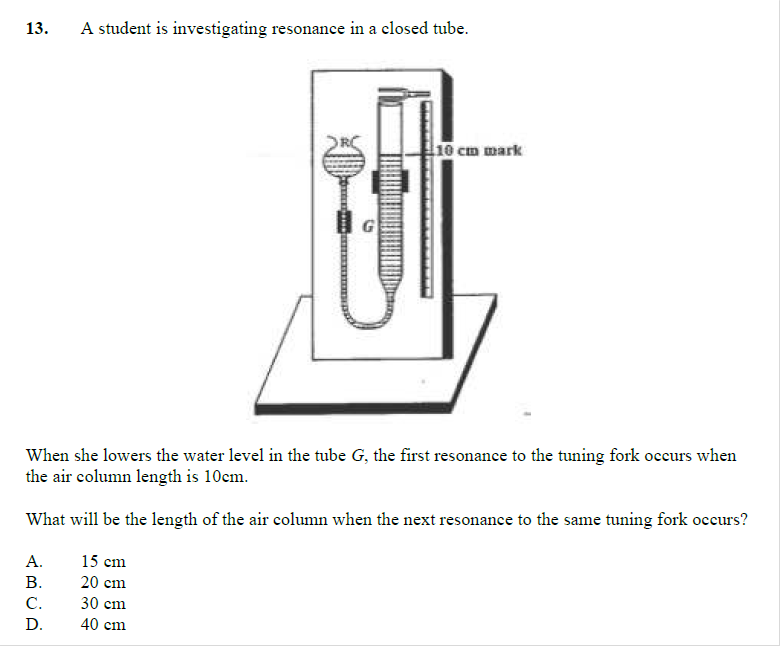 13. A student is investigating resonance in a closed tube.
R
10 cm mark
G
When she lowers the water level in the tube G, the first resonance to the tuning fork occurs when
the air column length is 10cm.
What will be the length of the air column when the next resonance to the same tuning fork occurs?
A. 15 cm
B. 20 cm
C. 30 cm
D. 40 cm